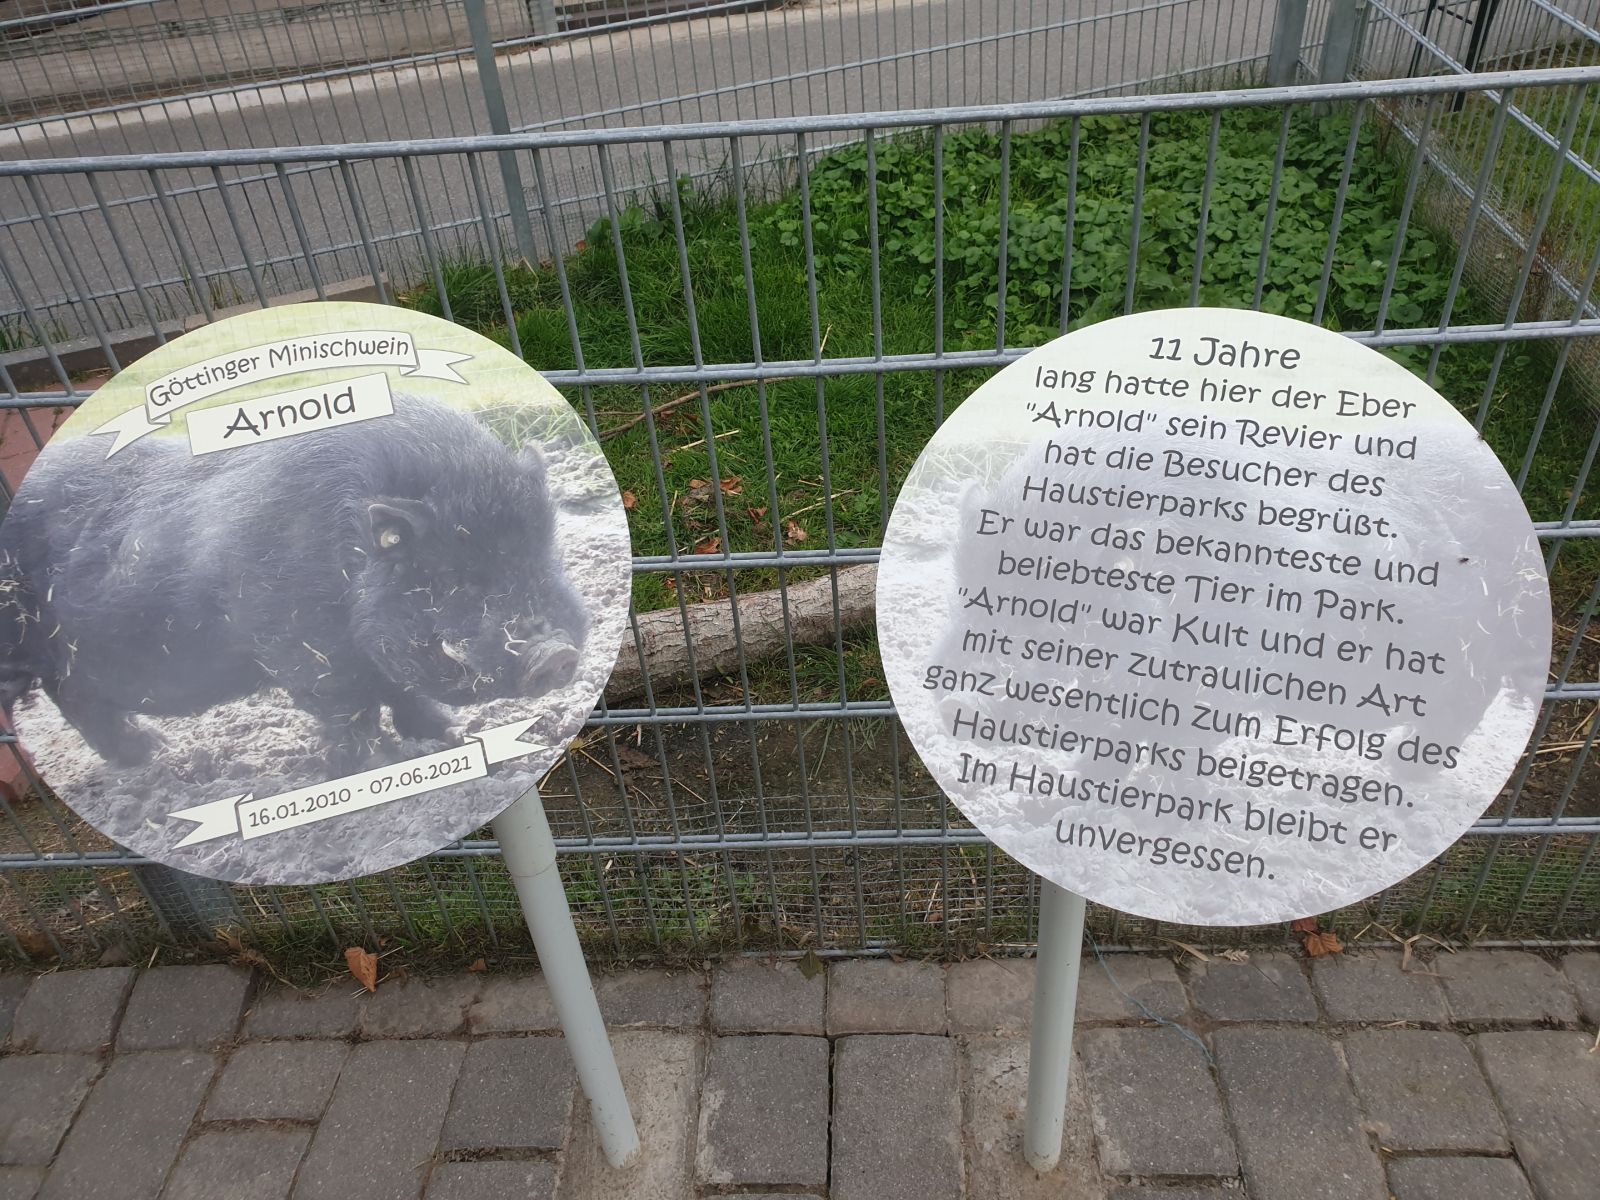 Göttinger Minischwein
Arnold
16.01.2010 - 07.06.2021
11 Jahre
lang hatte hier der Eber
"Arnold" sein Revier und
hat die Besucher des
Haustierparks begrüßt.
Er war das bekannteste und
beliebteste Tier im Park.
"Arnold" war Kult und er hat
mit seiner zutraulichen Art
ganz wesentlich zum Erfolg des
Haustierparks beigetragen.
Im Haustierpark bleibt er
unvergessen.